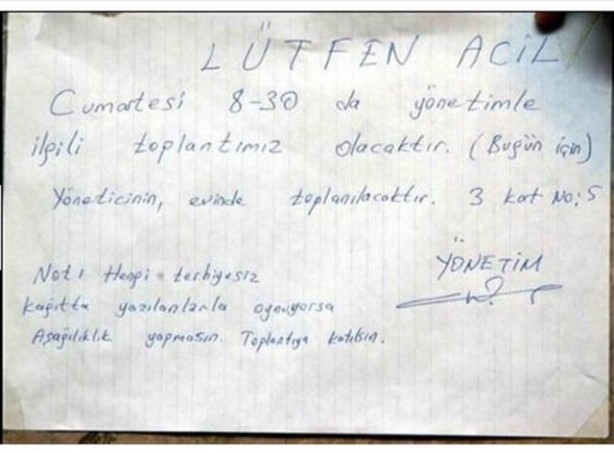 LÜTFEN ACİL
Cumartesi 8-30 da yönetimle
ilgili toplantımız olacaktır. (Bugün için)
Yöneticinin, evinde toplanılacaktır. 3 kat No: 5
YÖNETİM
Not: Hangi terbiyesiz
kağıtta yazılanlarla oynuyorsa
Aşağılıklık yapmasın. Toplantıya katılsın.